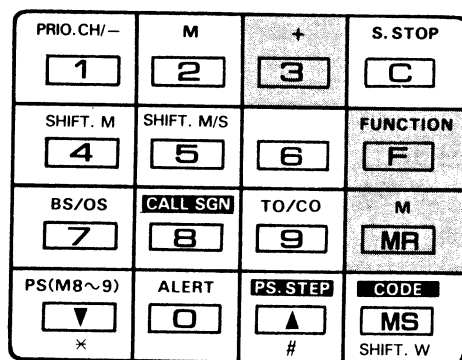 PRIO.CH/− M + S.STOP
1 2 3 C
SHIFT. M SHIFT. M/S FUNCTION
4 5 6 F
BS/OS CALL SGN TO/CO M
7 8 9 MR
PS(M8~9) ALERT PS.STEP CODE
▼ 0 ▲ MS
* # SHIFT. W